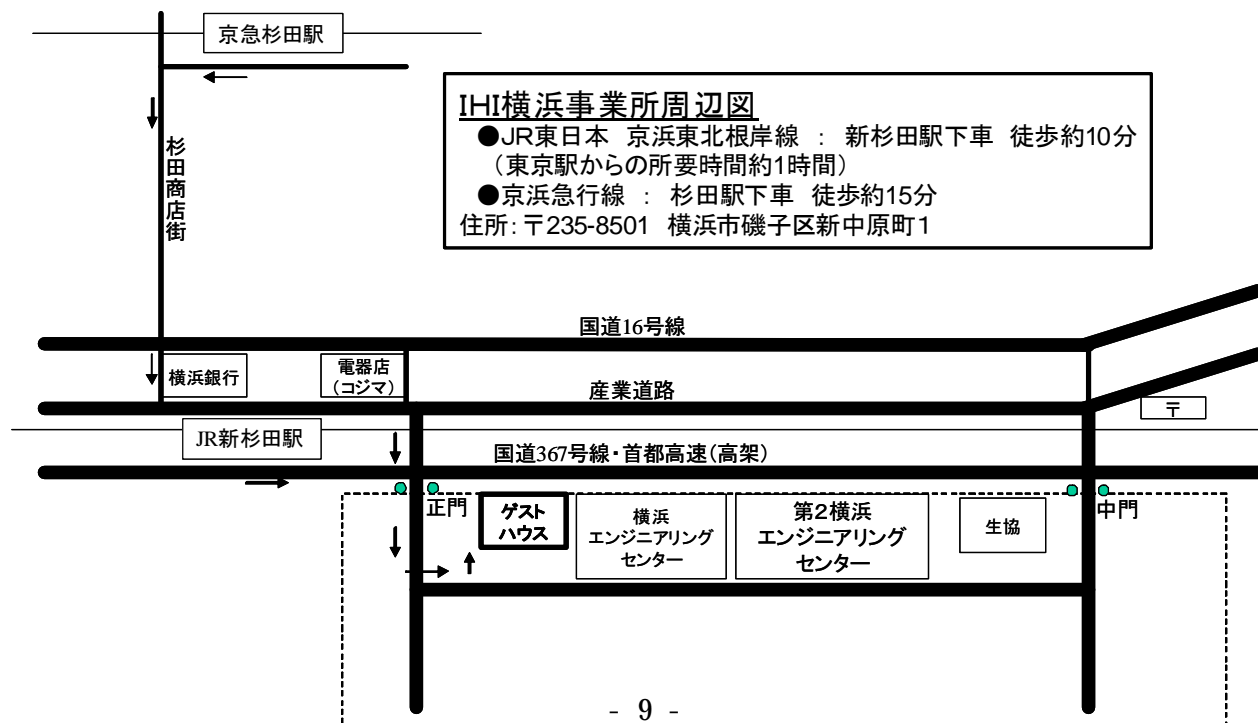 京急杉田駅
IHI横浜事業所周辺図
●JR東日本 京浜東北根岸線 : 新杉田駅下車 徒歩約10分
(東京駅からの所要時間約1時間)
●京浜急行線 : 杉田駅下車 徒歩約15分
住所:〒235-8501 横浜市磯子区新中原町1
杉田商店街
国道16号線
横浜銀行
電器店
(コジマ)
産業道路
〒
JR新杉田駅
国道367号線・首都高速(高架)
正門
ゲスト
ハウス
横浜
エンジニアリング
センター
第2横浜
エンジニアリング
センター
生協
中門
- 9 -